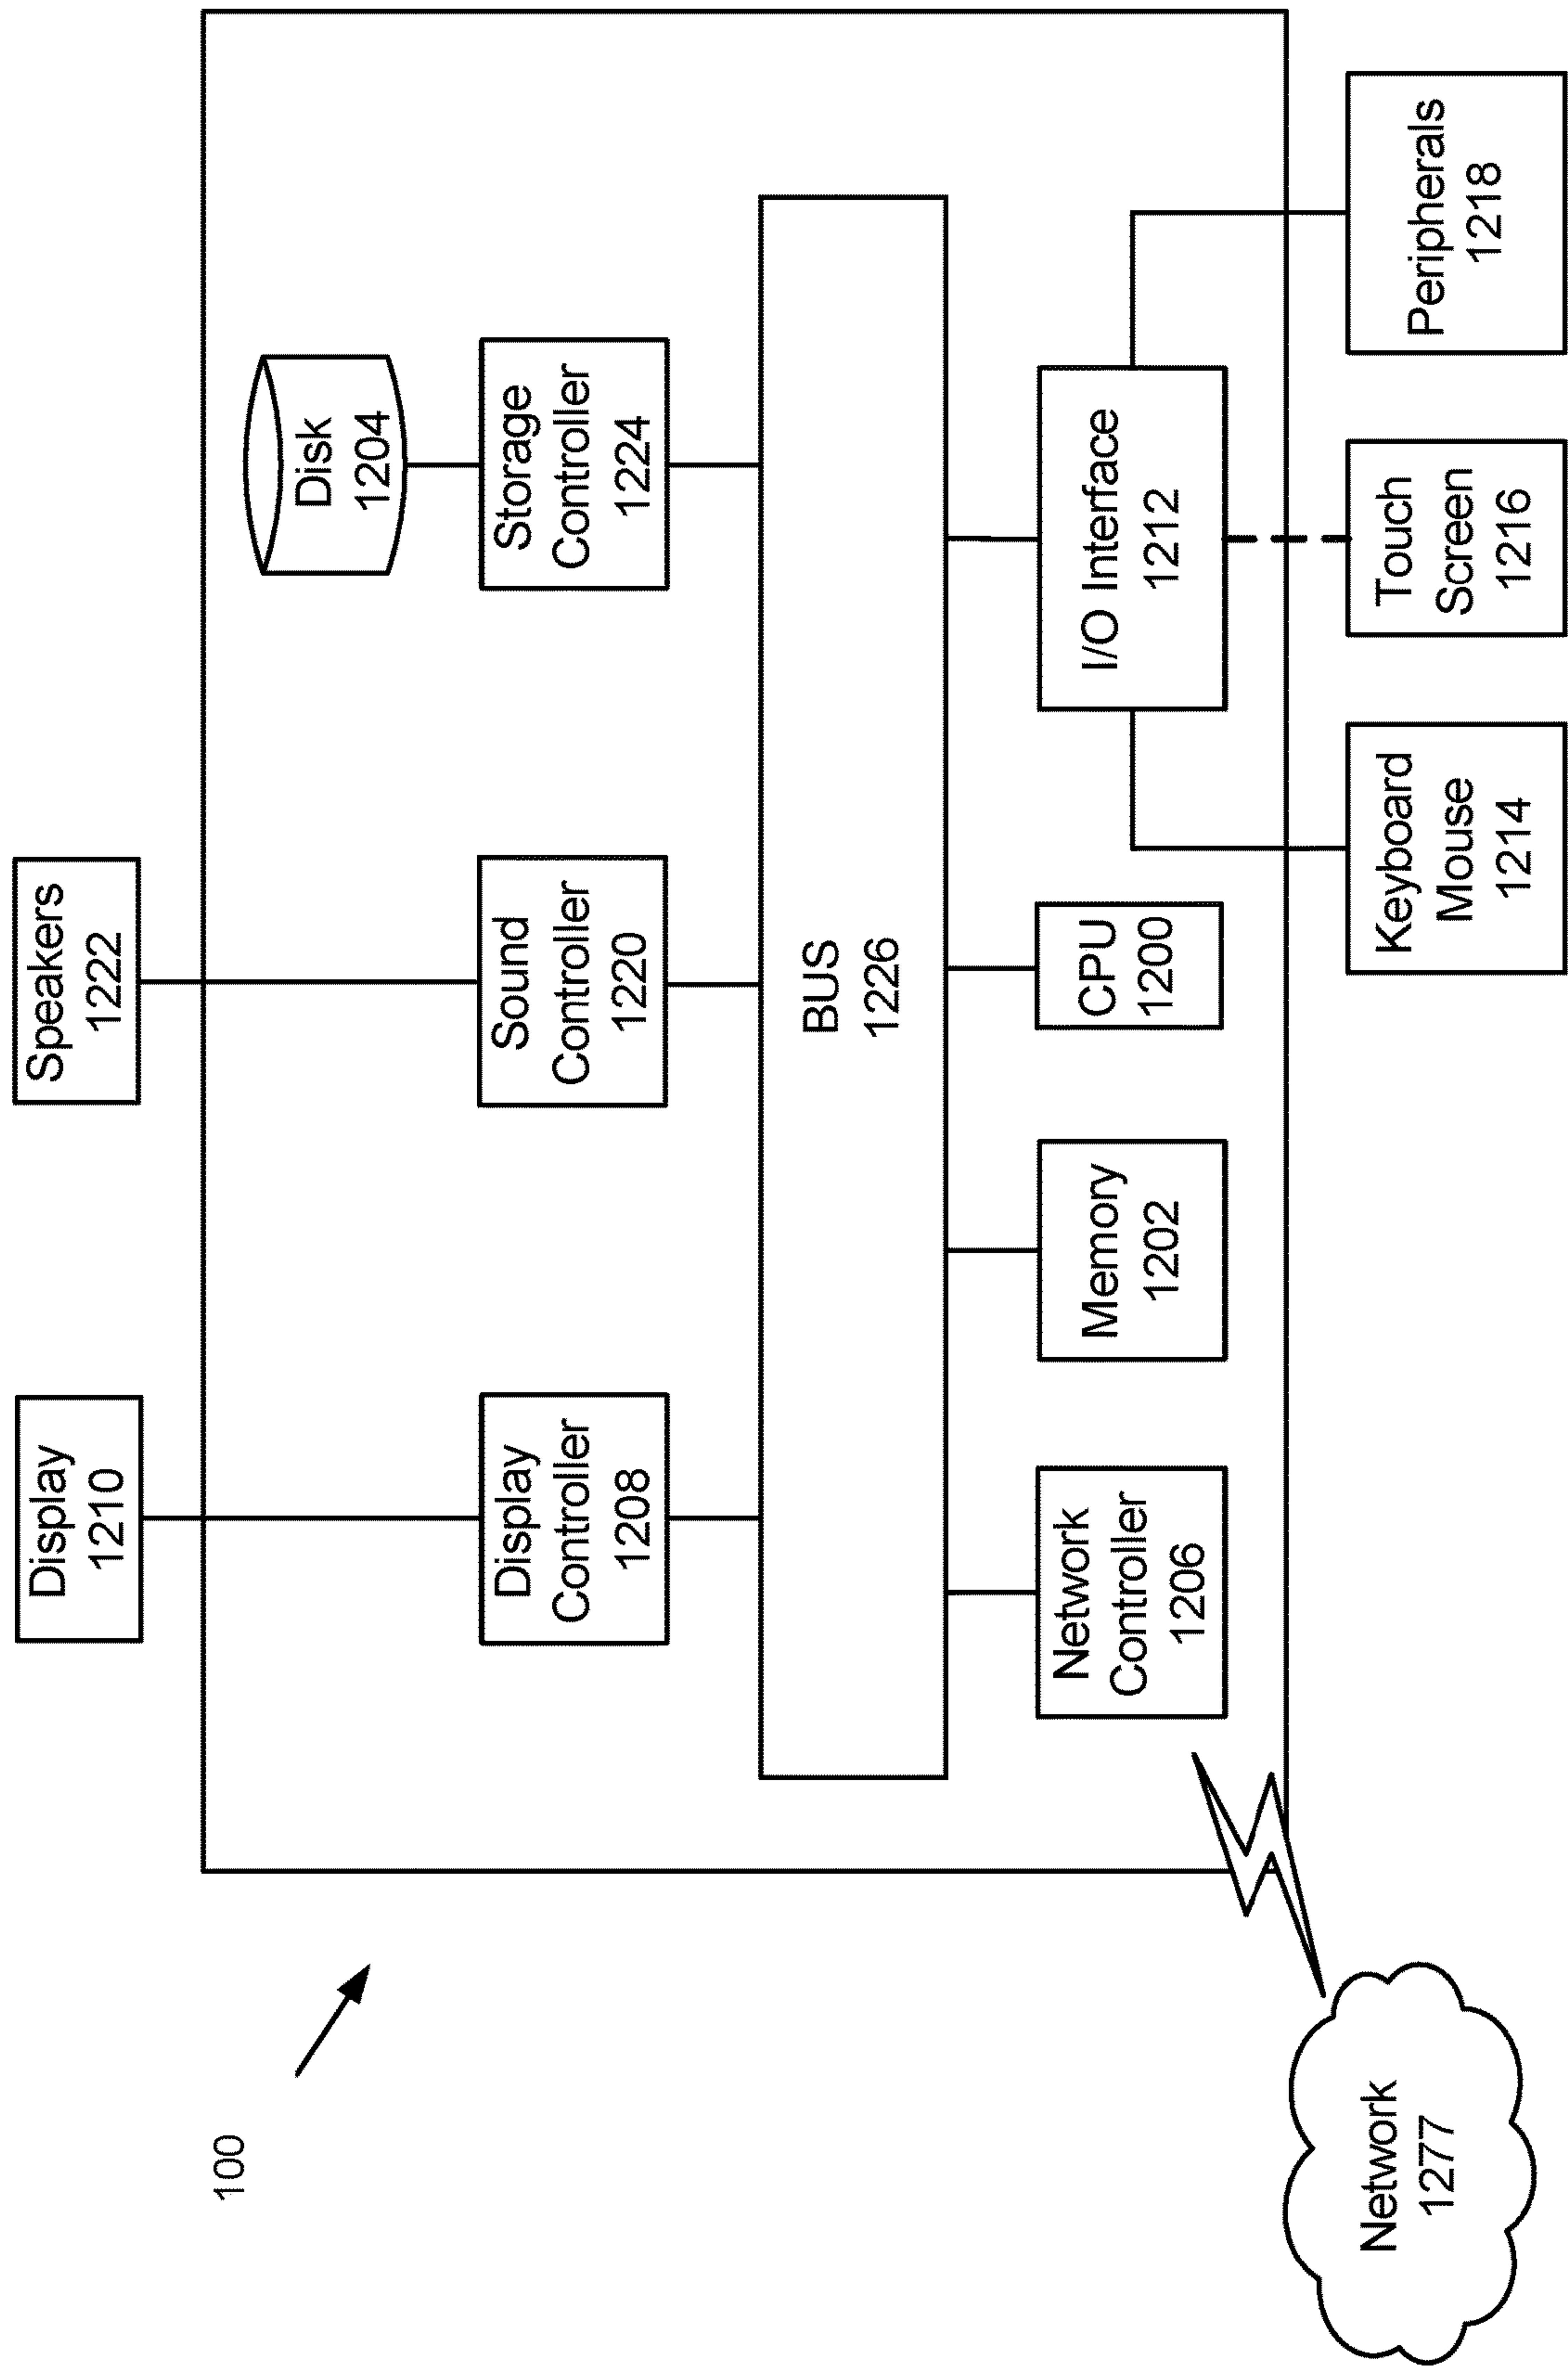 100
Display
1210
Speakers
1222
Disk
1204
Display
Controller
1208
Sound
Controller
1220
Storage
Controller
1224
BUS
1226
Network
Controller
1206
Memory
1202
CPU
1200
I/O Interface
1212
Network
1277
Keyboard
Mouse
1214
Touch
Screen
1216
Peripherals
1218